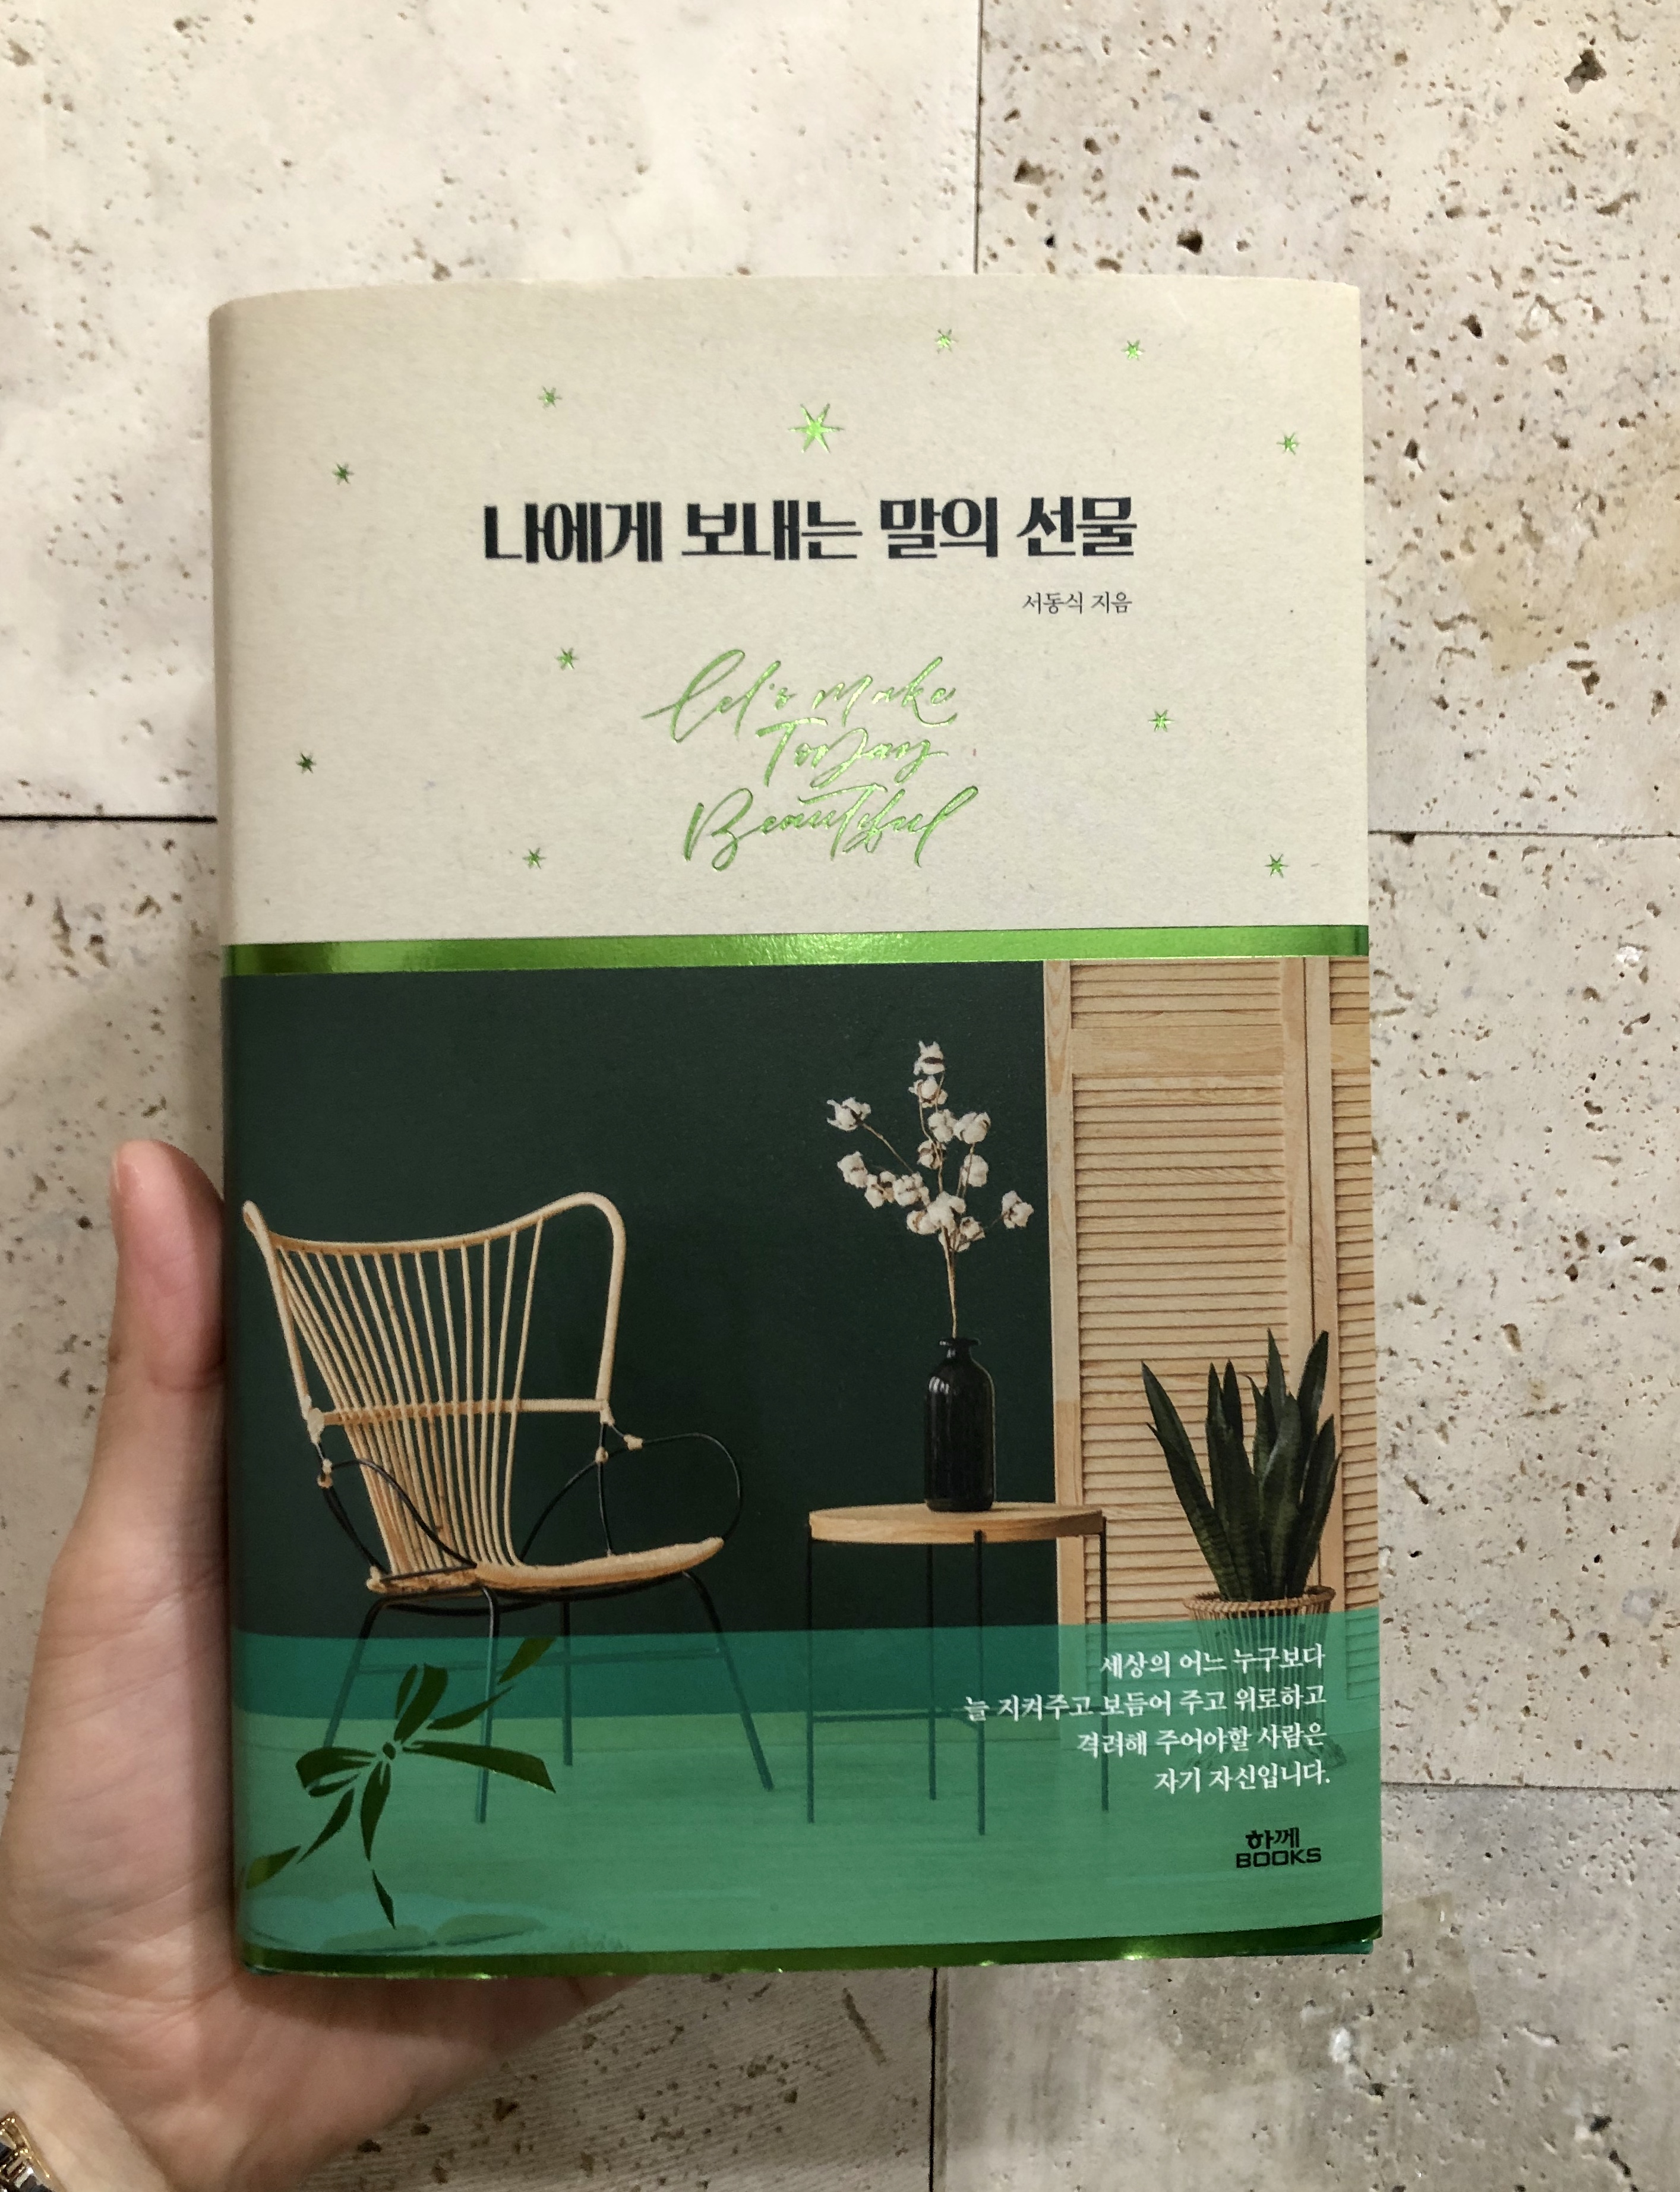 나에게 보내는 말의 선물
서동식 지음
Let's Make
Today
Beautiful
세상의 어느 누구보다
늘 지켜주고 보듬어 주고 위로하고
격려해 주어야할 사람은
자기 자신입니다.
하께
BOOKS